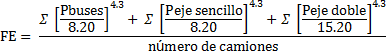 FE = Σ [Pbuses / 8.20]^4.3 + Σ [Peje sencillo / 8.20]^4.3 + Σ [Peje doble / 15.20]^4.3
número de camiones